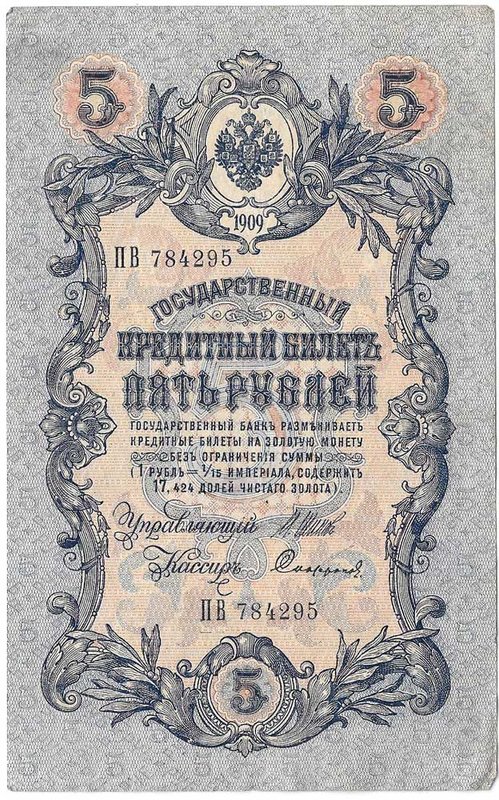 5 5
1909
ПВ 784295
ГОСУДАРСТВЕННЫЙ
КРЕДИТНЫЙ БИЛЕТЪ
ПЯТЬ РУБЛЕЙ
ГОСУДАРСТВЕННЫЙ БАНКЪ РАЗМѢНИВАЕТЪ
КРЕДИТНЫЕ БИЛЕТЫ НА ЗОЛОТУЮ МОНЕТУ
БЕЗЪ ОГРАНИЧЕНІЯ СУММЫ
(1 РУБЛЬ = 1/15 ИМПЕРІАЛА, СОДЕРЖИТЪ
17,424 ДОЛЕЙ ЧИСТАГО ЗОЛОТА).
Управляющій
Кассиръ
ПВ 784295
5